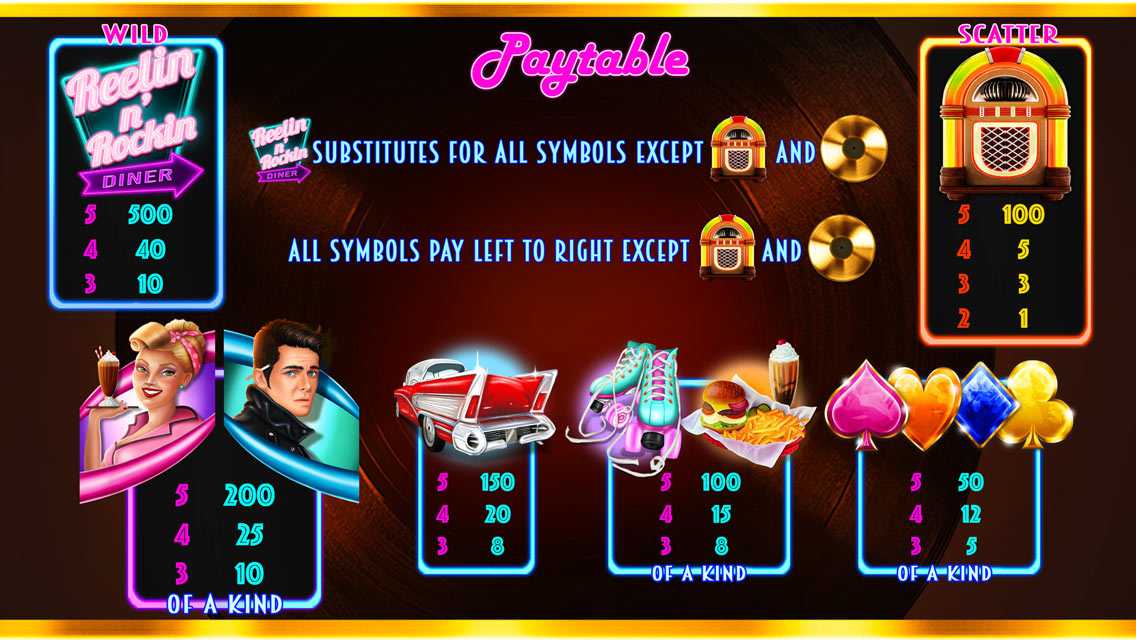 WILD
Reelin
n'
Rockin
DINER
5 500
4 40
3 10
Paytable
Reelin
n'
Rockin
DINER
SUBSTITUTES FOR ALL SYMBOLS EXCEPT AND
ALL SYMBOLS PAY LEFT TO RIGHT EXCEPT AND
SCATTER
5 100
4 5
3 3
2 1
5 200
4 25
3 10
OF A KIND
5 150
4 20
3 8
5 100
4 15
3 8
OF A KIND
5 50
4 12
3 5
OF A KIND